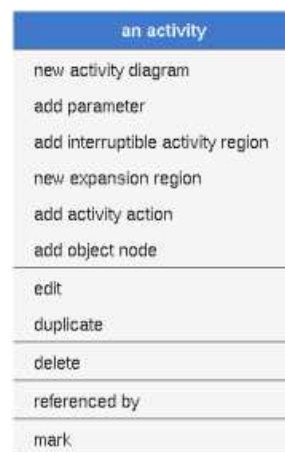 an activity
new activity diagram
add parameter
add interruptible activity region
new expansion region
add activity action
add object node
edit
duplicate
delete
referenced by
mark